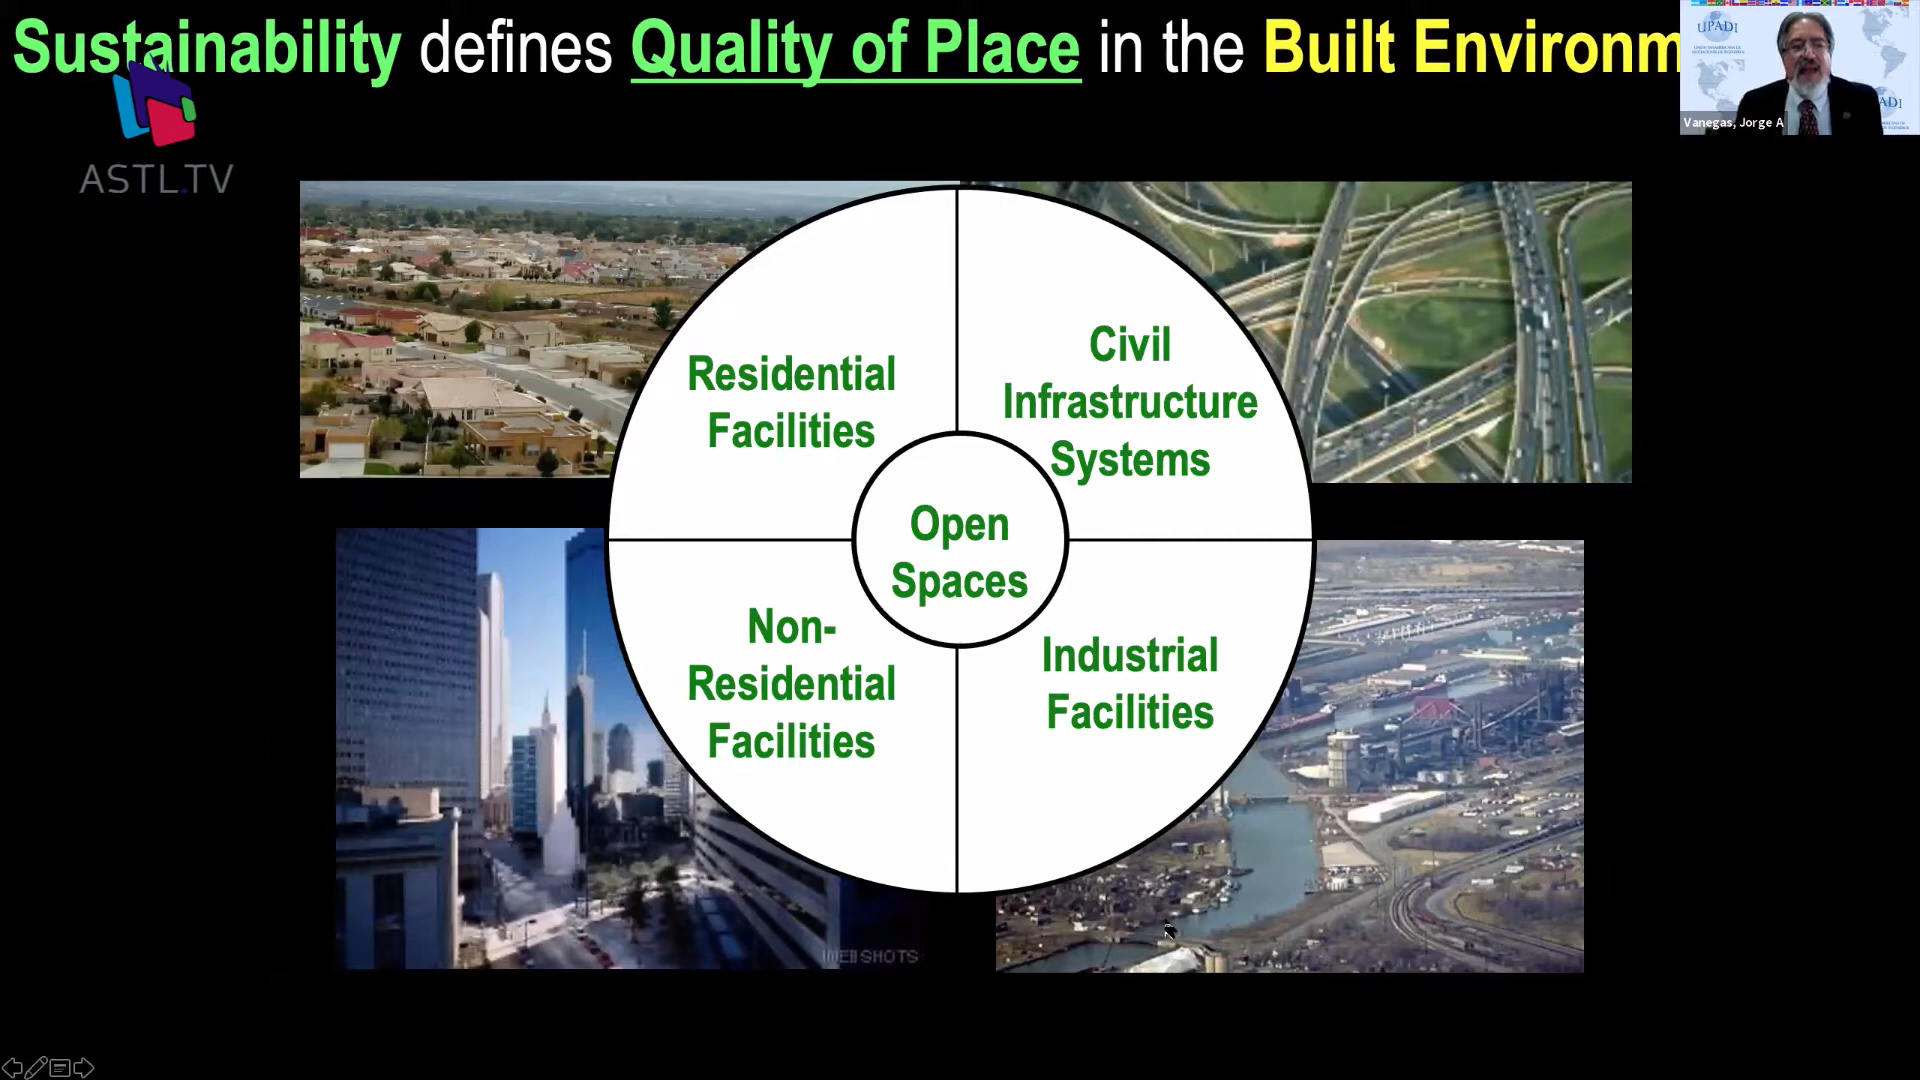 Sustainability defines Quality of Place in the Built Environm
UPADI
ADI
Vanegas, Jorge A
ASTL.TV
Residential
Facilities
Civil
Infrastructure
Systems
Open
Spaces
Non-
Residential
Facilities
Industrial
Facilities
WEBSHOTS